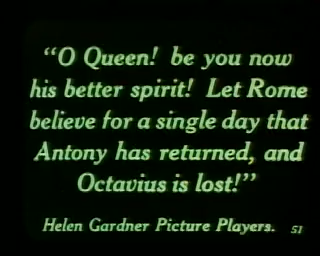 “O Queen! be you now
his better spirit! Let Rome
believe for a single day that
Antony has returned, and
Octavius is lost!”
Helen Gardner Picture Players. 51